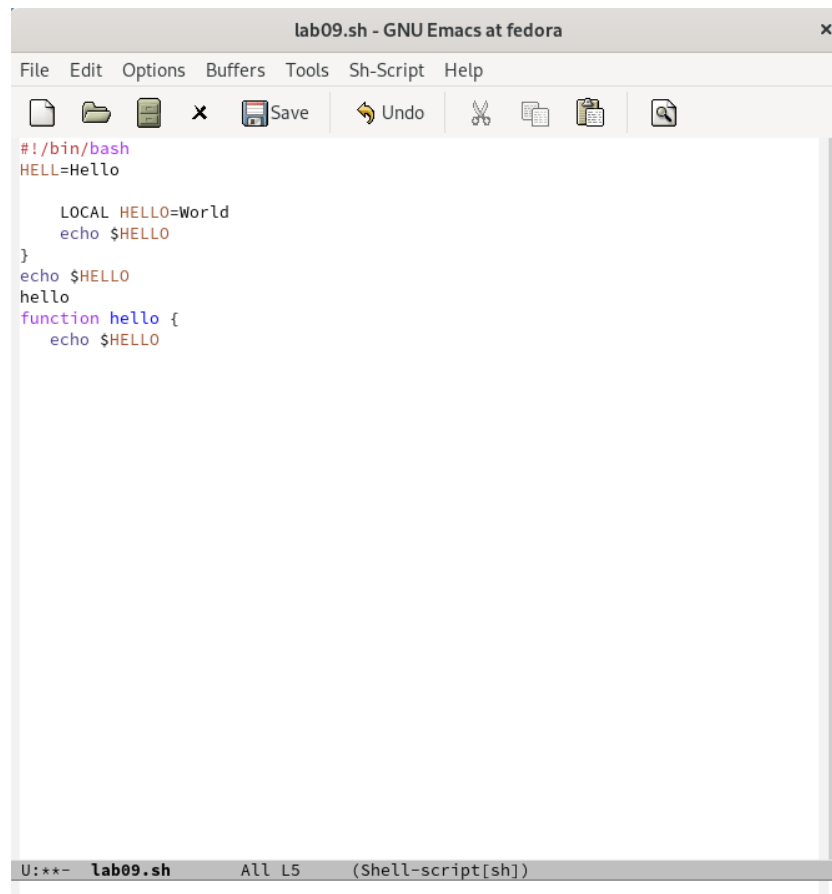 lab09.sh - GNU Emacs at fedora ×
File Edit Options Buffers Tools Sh-Script Help
Save Undo
#!/bin/bash
HELL=Hello
LOCAL HELLO=World
echo $HELLO
}
echo $HELLO
hello
function hello {
echo $HELLO
U:**- lab09.sh All L5 (Shell-script[sh])